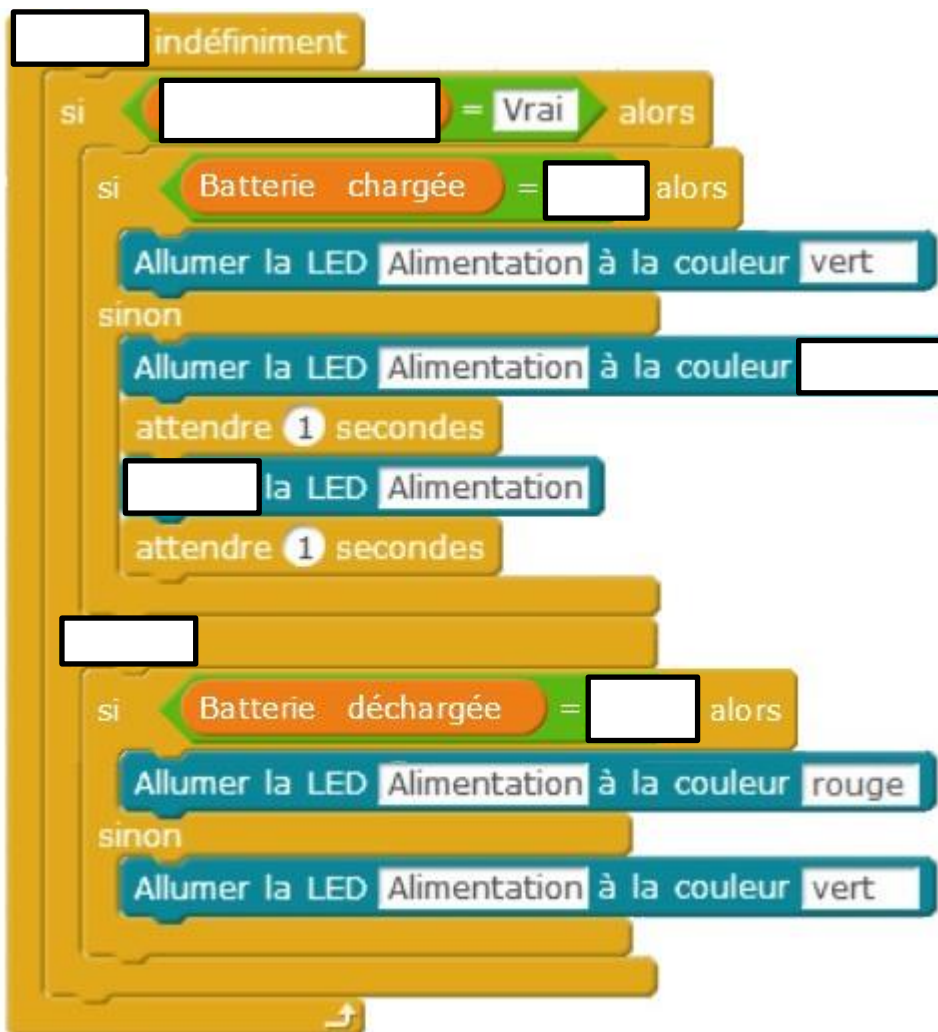 indéfiniment
si = Vrai alors
si Batterie chargée = alors
Allumer la LED Alimentation à la couleur vert
sinon
Allumer la LED Alimentation à la couleur
attendre 1 secondes
la LED Alimentation
attendre 1 secondes
si Batterie déchargée = alors
Allumer la LED Alimentation à la couleur rouge
sinon
Allumer la LED Alimentation à la couleur vert